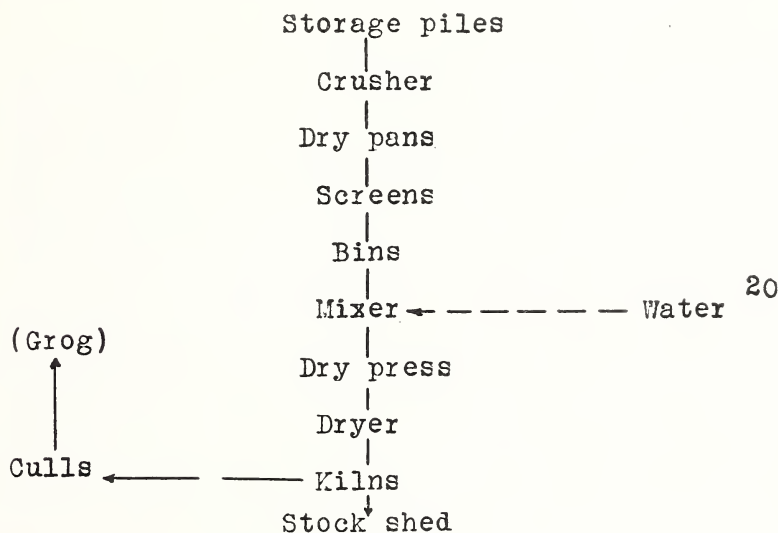 Storage piles
Crusher
Dry pans
Screens
Bins
Mixer Water 20
(Grog)
Dry press
Dryer
Culls Kilns
Stock shed